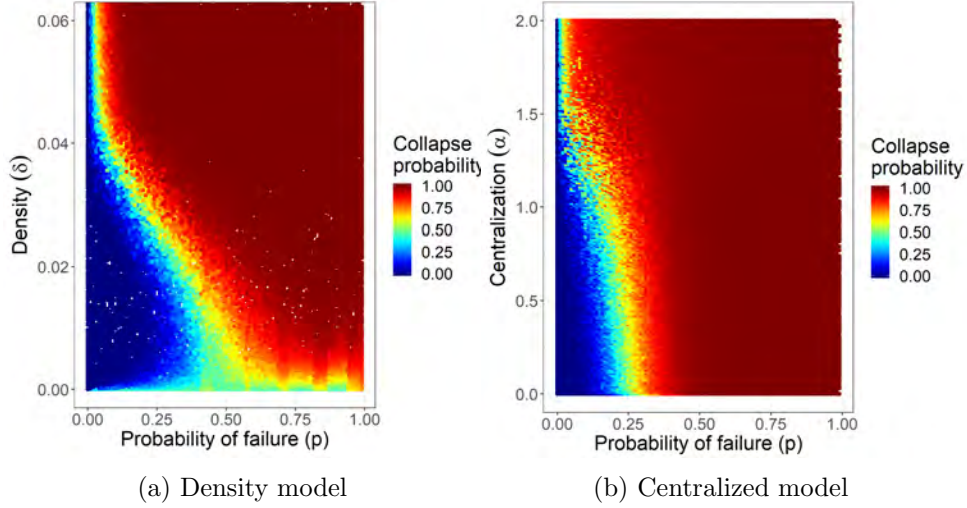 0.06
0.04
0.02
0.00
Density (δ)
0.00 0.25 0.50 0.75 1.00
Probability of failure (p)
Collapse
probability
1.00
0.75
0.50
0.25
0.00
(a) Density model
2.0
1.5
1.0
0.5
0.0
Centralization (α)
0.00 0.25 0.50 0.75 1.00
Probability of failure (p)
Collapse
probability
1.00
0.75
0.50
0.25
0.00
(b) Centralized model